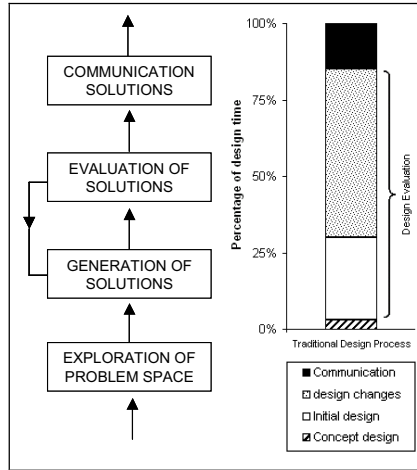 COMMUNICATION
SOLUTIONS
EVALUATION OF
SOLUTIONS
GENERATION OF
SOLUTIONS
EXPLORATION OF
PROBLEM SPACE
Percentage of design time
100%
75%
50%
25%
0%
Design Evaluation
Traditional Design Process
Communication
design changes
Initial design
Concept design